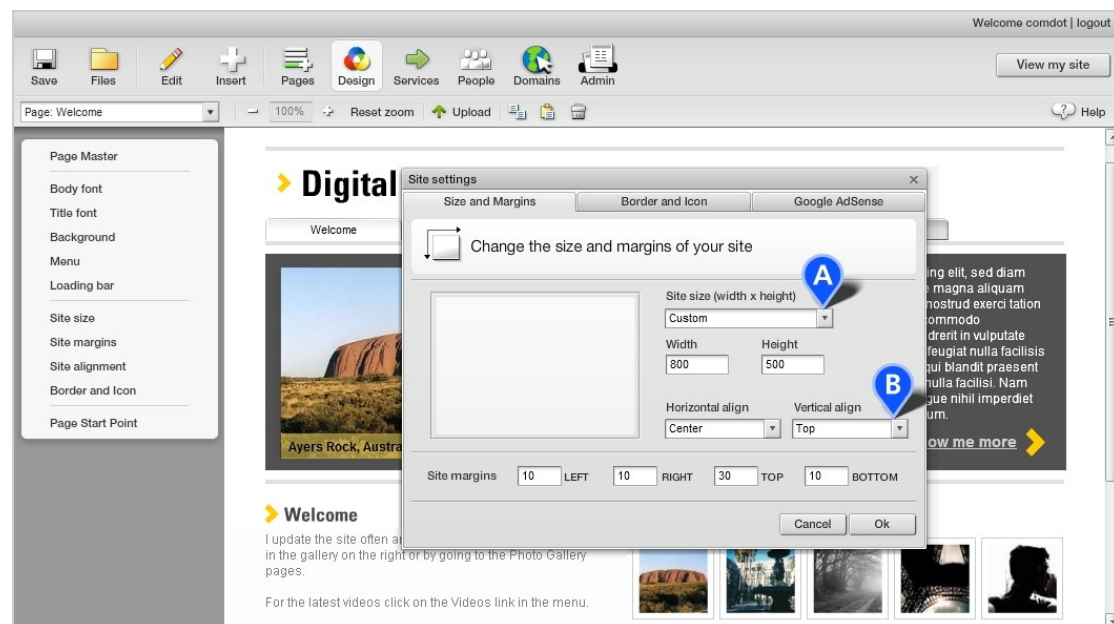 Welcome comdot | logout
Save Files Edit Insert Pages Design Services People Domains Admin
View my site
Page: Welcome
100% Reset zoom Upload
Help
Page Master
Body font
Title font
Background
Menu
Loading bar
Site size
Site margins
Site alignment
Border and Icon
Page Start Point
Digital
Welcome
Ayers Rock, Austra
Site settings
Size and Margins Border and Icon Google AdSense
Change the size and margins of your site
A
Site size (width x height)
Custom
Width Height
800 500
B
Horizontal align Vertical align
Center Top
Site margins 10 LEFT 10 RIGHT 30 TOP 10 BOTTOM
Cancel Ok
ing elit, sed diam
magna aliquam
nostrud exerci tation
ommodo
drerit in vulputate
feugiat nulla facilisis
qui blandit praesent
nulla facilisi. Nam
gue nihil imperdiet
um.
ow me more
Welcome
I update the site often a
in the gallery on the right or by going to the Photo Gallery
pages.
For the latest videos click on the Videos link in the menu.